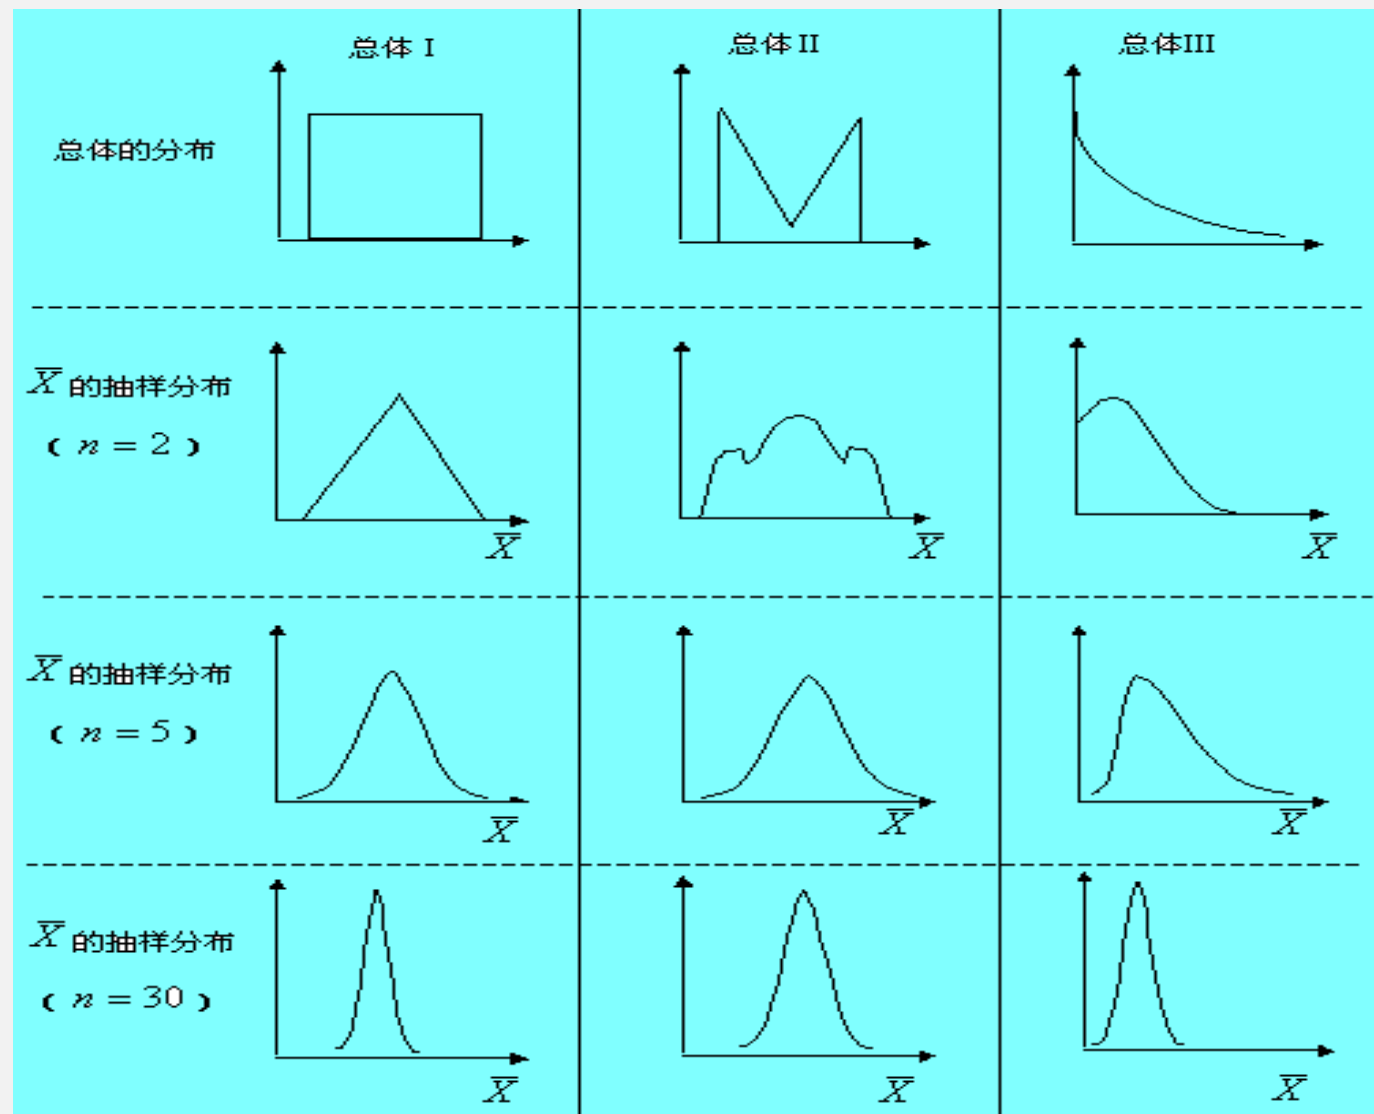 总体 I
总体 II
总体III
总体的分布
X̅ 的抽样分布
( n = 2 )
X̅
X̅
X̅
X̅ 的抽样分布
( n = 5 )
X̅
X̅
X̅
X̅ 的抽样分布
( n = 30 )
X̅
X̅
X̅